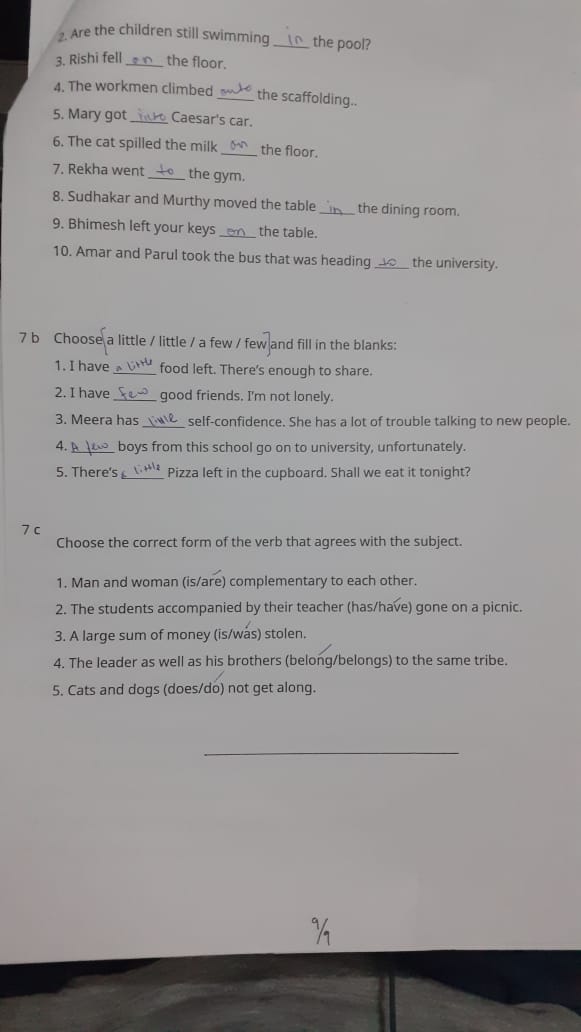 2. Are the children still swimming in the pool?
3. Rishi fell on the floor.
4. The workmen climbed onto the scaffolding..
5. Mary got into Caesar's car.
6. The cat spilled the milk on the floor.
7. Rekha went to the gym.
8. Sudhakar and Murthy moved the table in the dining room.
9. Bhimesh left your keys on the table.
10. Amar and Parul took the bus that was heading to the university.
7 b Choose [a little / little / a few / few] and fill in the blanks:
1. I have a little food left. There's enough to share.
2. I have few good friends. I'm not lonely.
3. Meera has little self-confidence. She has a lot of trouble talking to new people.
4. A few boys from this school go on to university, unfortunately.
5. There's a little Pizza left in the cupboard. Shall we eat it tonight?
7 c
Choose the correct form of the verb that agrees with the subject.
1. Man and woman (is/are) complementary to each other.
2. The students accompanied by their teacher (has/have) gone on a picnic.
3. A large sum of money (is/was) stolen.
4. The leader as well as his brothers (belong/belongs) to the same tribe.
5. Cats and dogs (does/do) not get along.
9/9